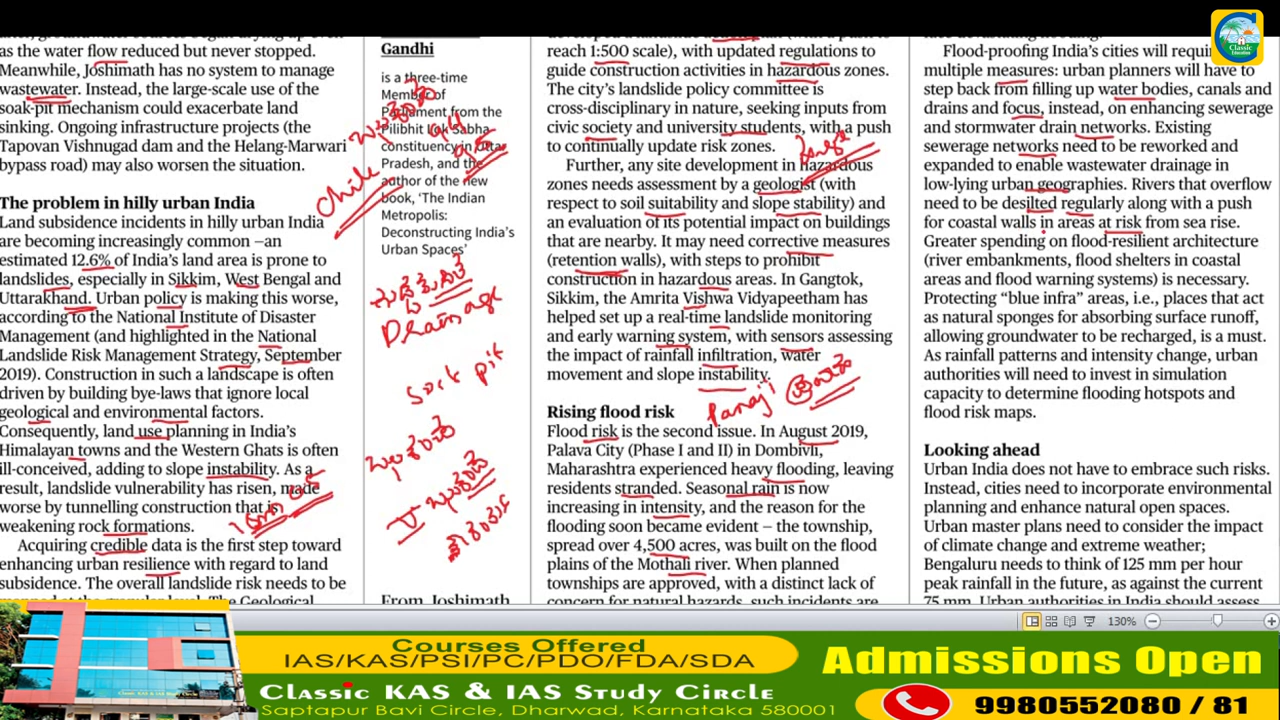 as the water flow reduced but never stopped.
Meanwhile, Joshimath has no system to manage
wastewater. Instead, the large-scale use of the
soak-pit mechanism could exacerbate land
sinking. Ongoing infrastructure projects (the
Tapovan Vishnugad dam and the Helang-Marwari
bypass road) may also worsen the situation.
The problem in hilly urban India
Land subsidence incidents in hilly urban India
are becoming increasingly common —an
estimated 12.6% of India's land area is prone to
landslides, especially in Sikkim, West Bengal and
Uttarakhand. Urban policy is making this worse,
according to the National Institute of Disaster
Management (and highlighted in the National
Landslide Risk Management Strategy, September
2019). Construction in such a landscape is often
driven by building bye-laws that ignore local
geological and environmental factors.
Consequently, land use planning in India's
Himalayan towns and the Western Ghats is often
ill-conceived, adding to slope instability. As a
result, landslide vulnerability has risen, made
worse by tunnelling construction that is
weakening rock formations.
Acquiring credible data is the first step toward
enhancing urban resilience with regard to land
subsidence. The overall landslide risk needs to be
Gandhi
is a three-time
Member of
Parliament from the
Pilibhit Lok Sabha
constituency in Uttar
Pradesh, and the
author of the new
book, 'The Indian
Metropolis:
Deconstructing India's
Urban Spaces'
Chile
Drainage
Sock pit
From Joshimath
each 1:500 scale), with updated regulations to
guide construction activities in hazardous zones.
The city's landslide policy committee is
cross-disciplinary in nature, seeking inputs from
civic society and university students, with a push
to continually update risk zones.
Further, any site development in hazardous
zones needs assessment by a geologist (with
respect to soil suitability and slope stability) and
an evaluation of its potential impact on buildings
that are nearby. It may need corrective measures
(retention walls), with steps to prohibit
construction in hazardous areas. In Gangtok,
Sikkim, the Amrita Vishwa Vidyapeetham has
helped set up a real-time landslide monitoring
and early warning system, with sensors assessing
the impact of rainfall infiltration, water
movement and slope instability.
Panaji
Rising flood risk
Flood risk is the second issue. In August 2019,
Palava City (Phase I and II) in Dombivli,
Maharashtra experienced heavy flooding, leaving
residents stranded. Seasonal rain is now
increasing in intensity, and the reason for the
flooding soon became evident – the township,
spread over 4,500 acres, was built on the flood
plains of the Mothali river. When planned
townships are approved, with a distinct lack of
concern for natural hazards, such incidents are
Flood-proofing India's cities will require
multiple measures: urban planners will have to
step back from filling up water bodies, canals and
drains and focus, instead, on enhancing sewerage
and stormwater drain networks. Existing
sewerage networks need to be reworked and
expanded to enable wastewater drainage in
low-lying urban geographies. Rivers that overflow
need to be desilted regularly along with a push
for coastal walls in areas at risk from sea rise.
Greater spending on flood-resilient architecture
(river embankments, flood shelters in coastal
areas and flood warning systems) is necessary.
Protecting "blue infra" areas, i.e., places that act
as natural sponges for absorbing surface runoff,
allowing groundwater to be recharged, is a must.
As rainfall patterns and intensity change, urban
authorities will need to invest in simulation
capacity to determine flooding hotspots and
flood risk maps.
Looking ahead
Urban India does not have to embrace such risks.
Instead, cities need to incorporate environmental
planning and enhance natural open spaces.
Urban master plans need to consider the impact
of climate change and extreme weather;
Bengaluru needs to think of 125 mm per hour
peak rainfall in the future, as against the current
75 mm. Urban authorities in India should assess
Classic
Education
130%
Courses Offered
IAS/KAS/PSI/PC/PDO/FDA/SDA
Classic KAS & IAS Study Circle
Saptapur Bavi Circle, Dharwad, Karnataka 580001
Admissions Open
9980552080 / 81